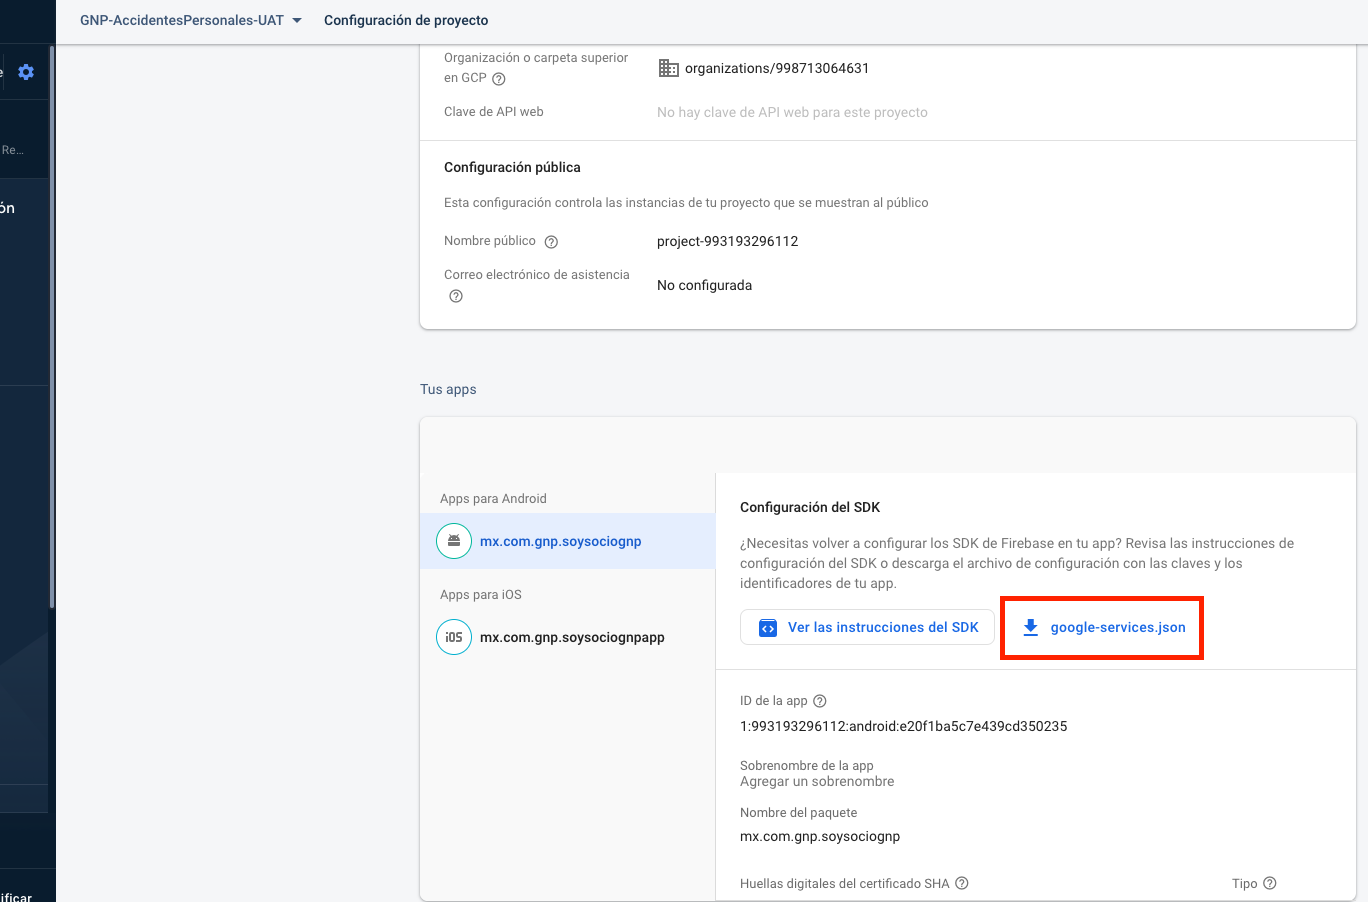 GNP-AccidentesPersonales-UAT
Configuración de proyecto
e
Re...
ón
ificar
Organización o carpeta superior
en GCP
organizations/998713064631
Clave de API web
No hay clave de API web para este proyecto
Configuración pública
Esta configuración controla las instancias de tu proyecto que se muestran al público
Nombre público
project-993193296112
Correo electrónico de asistencia
No configurada
Tus apps
Apps para Android
mx.com.gnp.soysociognp
Apps para iOS
iOS
mx.com.gnp.soysociognpapp
Configuración del SDK
¿Necesitas volver a configurar los SDK de Firebase en tu app? Revisa las instrucciones de
configuración del SDK o descarga el archivo de configuración con las claves y los
identificadores de tu app.
Ver las instrucciones del SDK
google-services.json
ID de la app
1:993193296112:android:e20f1ba5c7e439cd350235
Sobrenombre de la app
Agregar un sobrenombre
Nombre del paquete
mx.com.gnp.soysociognp
Huellas digitales del certificado SHA
Tipo